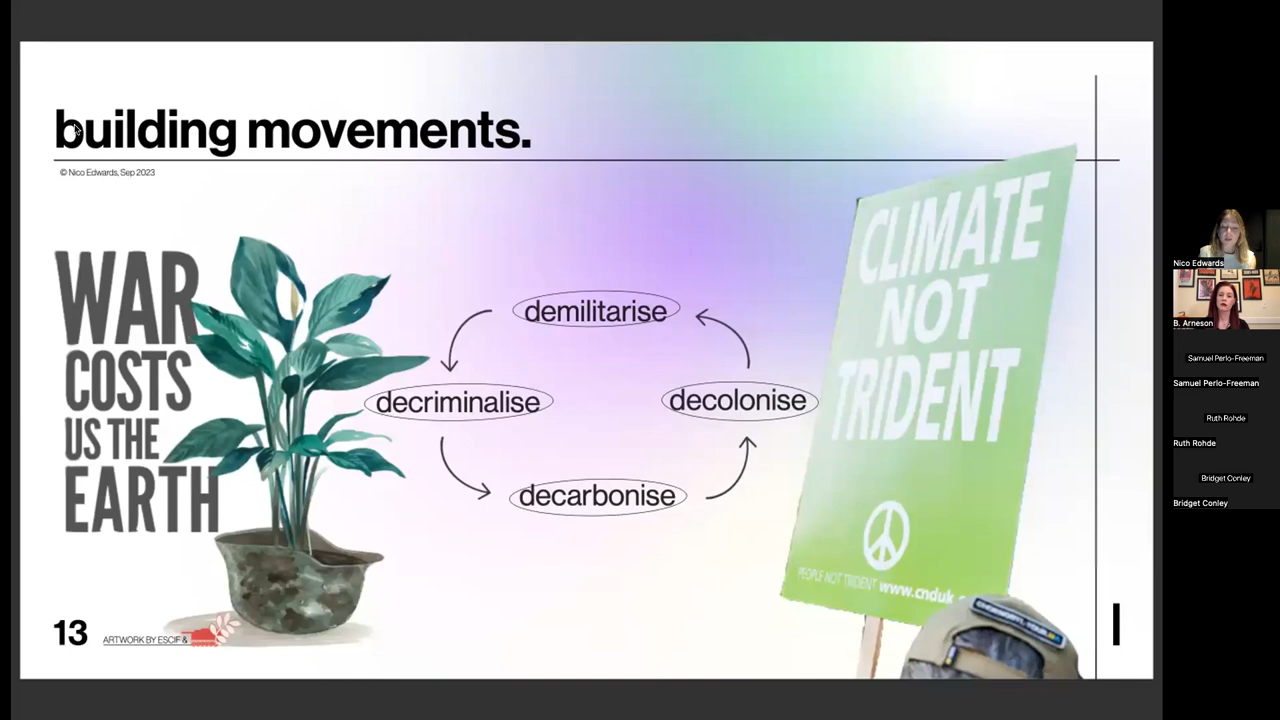 building movements.
© Nico Edwards, Sep 2023
WAR
COSTS
US THE
EARTH
demilitarise
decriminalise
decolonise
decarbonise
CLIMATE
NOT
TRIDENT
PEOPLE NOT TRIDENT www.cnduk
13
ARTWORK BY ESCIF &
Nico Edwards
B. Arneson
Samuel Perlo-Freeman
Samuel Perlo-Freeman
Ruth Rohde
Ruth Rohde
Bridget Conley
Bridget Conley